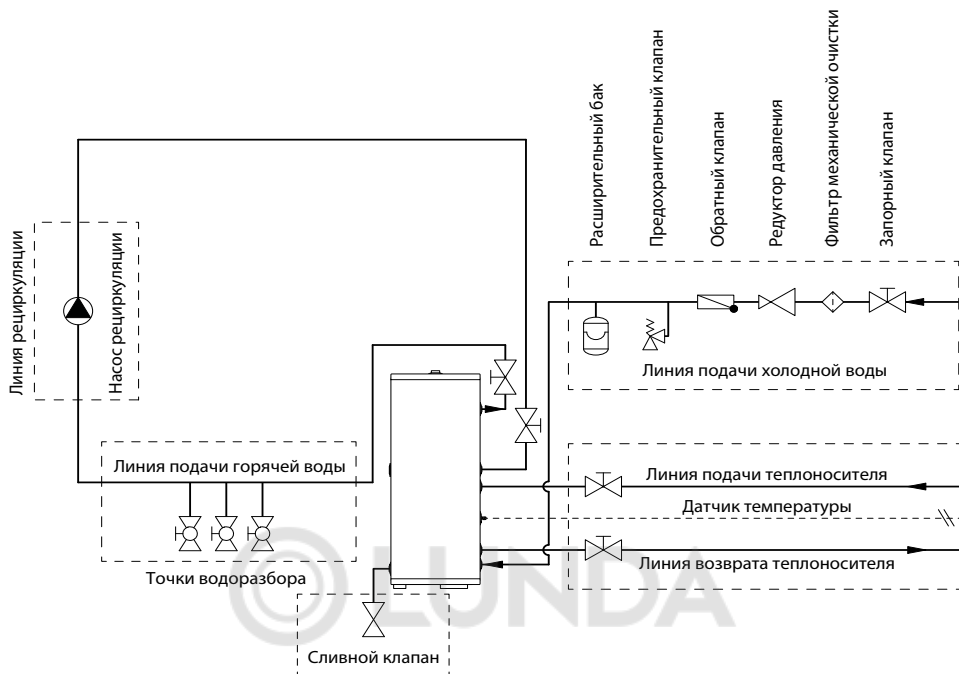 Расширительный бак
Предохранительный клапан
Обратный клапан
Редуктор давления
Фильтр механической очистки
Запорный клапан
Линия рециркуляции
Насос рециркуляции
Линия подачи холодной воды
Линия подачи горячей воды
Линия подачи теплоносителя
Датчик температуры
Линия возврата теплоносителя
Точки водоразбора
LUNDA
Сливной клапан